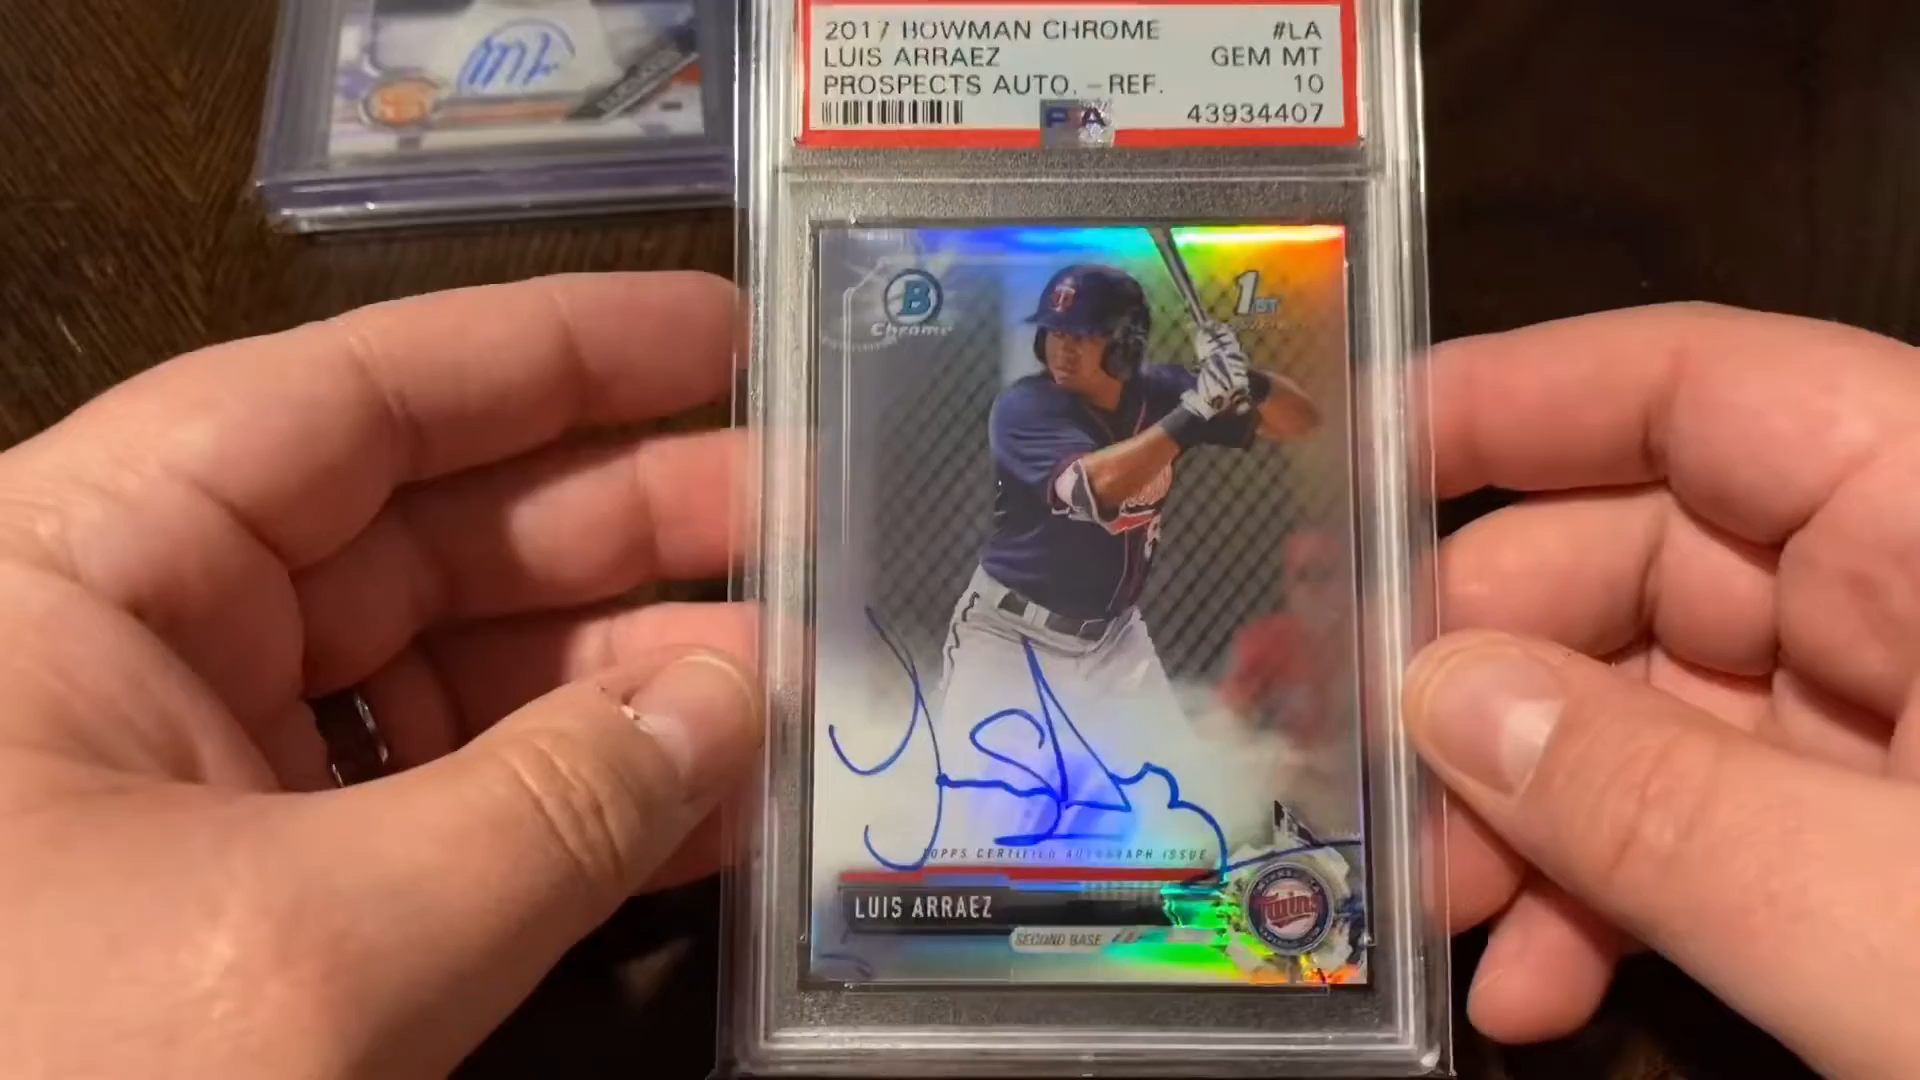 2017 BOWMAN CHROME #LA
LUIS ARRAEZ GEM MT
PROSPECTS AUTO. - REF. 10
PSA 43934407
B
Chrome
1ST
TOPPS CERTIFIED AUTOGRAPH ISSUE
LUIS ARRAEZ
SECOND BASE
Twins